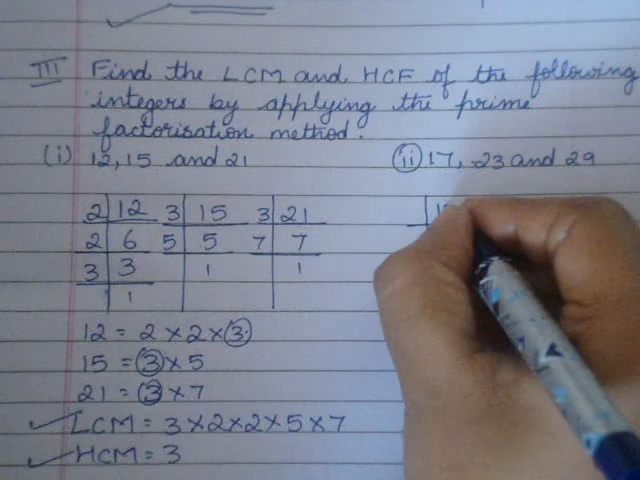 III Find the LCM and HCF of the following
integers by applying the prime
factorisation method.
(i) 12, 15 and 21 (ii) 17, 23 and 29
2 | 12 3 | 15 3 | 21
2 | 6 5 | 5 7 | 7
3 | 3 1 1
1
12 = 2 × 2 × 3
15 = 3 × 5
21 = 3 × 7
LCM = 3 × 2 × 2 × 5 × 7
HCM = 3